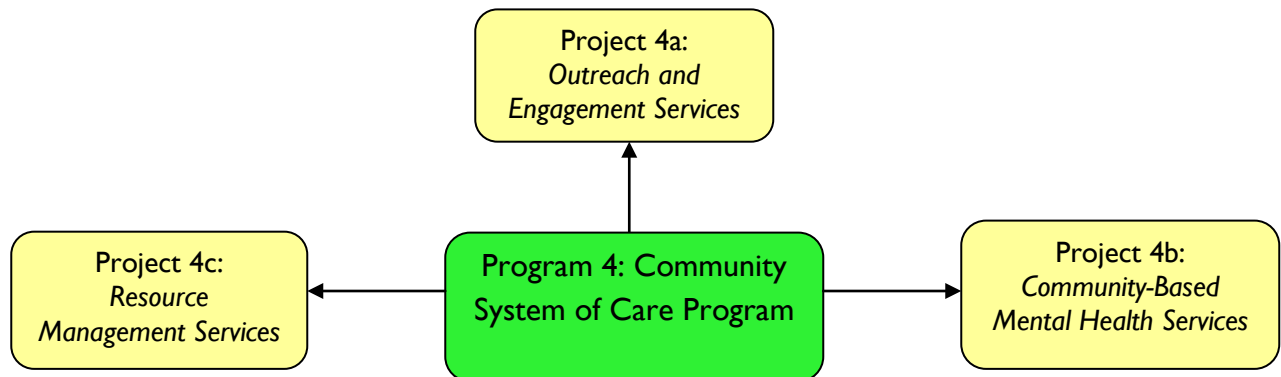 Project 4a:
Outreach and
Engagement Services
Project 4c:
Resource
Management Services
Program 4: Community
System of Care Program
Project 4b:
Community-Based
Mental Health Services